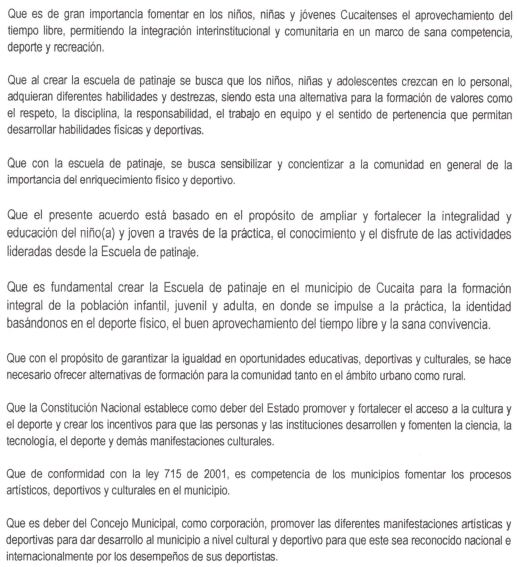 Que es de gran importancia fomentar en los niños, niñas y jóvenes Cucaitenses el aprovechamiento del
tiempo libre, permitiendo la integración interinstitucional y comunitaria en un marco de sana competencia,
deporte y recreación.
Que al crear la escuela de patinaje se busca que los niños, niñas y adolescentes crezcan en lo personal,
adquieran diferentes habilidades y destrezas, siendo esta una alternativa para la formación de valores como
el respeto, la disciplina, la responsabilidad, el trabajo en equipo y el sentido de pertenencia que permitan
desarrollar habilidades físicas y deportivas.
Que con la escuela de patinaje, se busca sensibilizar y concientizar a la comunidad en general de la
importancia del enriquecimiento físico y deportivo.
Que el presente acuerdo está basado en el propósito de ampliar y fortalecer la integralidad y
educación del niño(a) y joven a través de la práctica, el conocimiento y el disfrute de las actividades
lideradas desde la Escuela de patinaje.
Que es fundamental crear la Escuela de patinaje en el municipio de Cucaita para la formación
integral de la población infantil, juvenil y adulta, en donde se impulse a la práctica, la identidad
basándonos en el deporte físico, el buen aprovechamiento del tiempo libre y la sana convivencia.
Que con el propósito de garantizar la igualdad en oportunidades educativas, deportivas y culturales, se hace
necesario ofrecer alternativas de formación para la comunidad tanto en el ámbito urbano como rural.
Que la Constitución Nacional establece como deber del Estado promover y fortalecer el acceso a la cultura y
el deporte y crear los incentivos para que las personas y las instituciones desarrollen y fomenten la ciencia, la
tecnología, el deporte y demás manifestaciones culturales.
Que de conformidad con la ley 715 de 2001, es competencia de los municipios fomentar los procesos
artísticos, deportivos y culturales en el municipio.
Que es deber del Concejo Municipal, como corporación, promover las diferentes manifestaciones artísticas y
deportivas para dar desarrollo al municipio a nivel cultural y deportivo para que este sea reconocido nacional e
internacionalmente por los desempeños de sus deportistas.